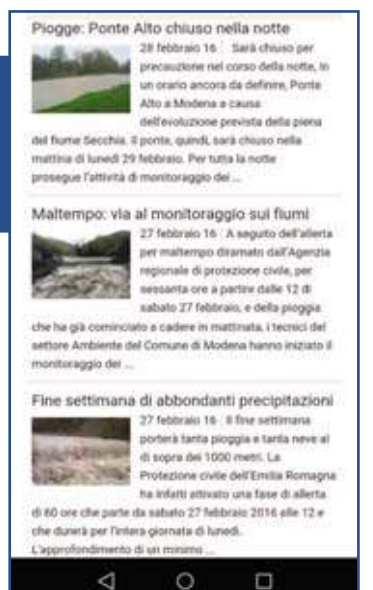 Piogge: Ponte Alto chiuso nella notte
28 febbraio 16 Sarà chiuso per
precauzione nel corso della notte, in
un orario ancora da definire, Ponte
Alto a Modena a causa
dell'evoluzione prevista della piena
del fiume Secchia. Il ponte, quindi, sarà chiuso nella
mattina di lunedì 29 febbraio. Per tutta la notte
prosegue l'attività di monitoraggio dei ...
Maltempo: via al monitoraggio sui fiumi
27 febbraio 16 A seguito dell'allerta
per maltempo diramato dall'Agenzia
regionale di protezione civile, per
sessanta ore a partire dalle 12 di
sabato 27 febbraio, e della pioggia
che ha già cominciato a cadere in mattinata, i tecnici del
settore Ambiente del Comune di Modena hanno iniziato il
monitoraggio dei ...
Fine settimana di abbondanti precipitazioni
27 febbraio 16 Il fine settimana
porterà tanta pioggia e tanta neve al
di sopra dei 1000 metri. La
Protezione civile dell'Emilia Romagna
ha infatti attivato una fase di allerta
di 60 ore che parte da sabato 27 febbraio 2016 alle 12 e
che durerà per l'intera giornata di lunedì.
L'approfondimento di un minimo ...